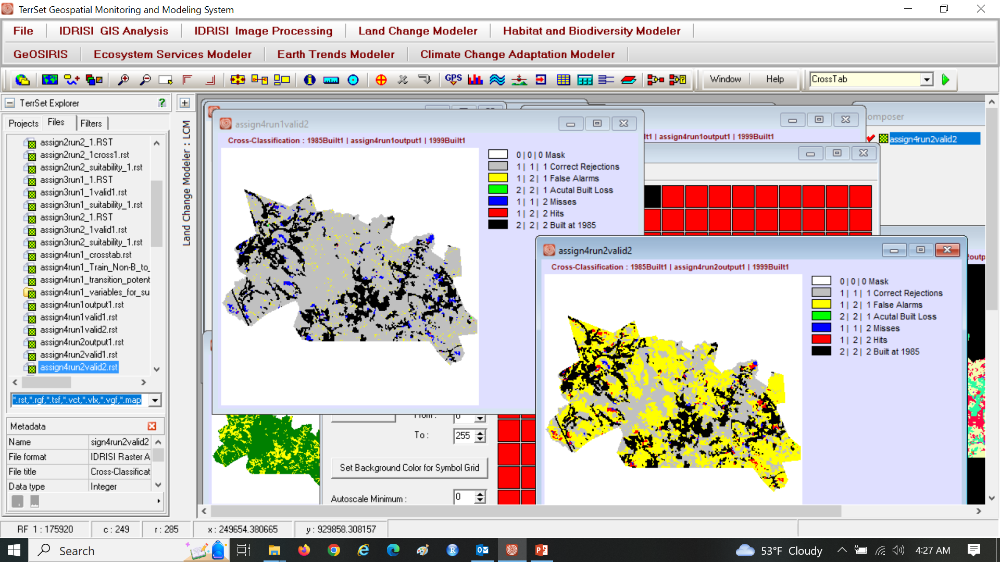 TerrSet Geospatial Monitoring and Modeling System
File IDRISI GIS Analysis IDRISI Image Processing Land Change Modeler Habitat and Biodiversity Modeler
GeOSIRIS Ecosystem Services Modeler Earth Trends Modeler Climate Change Adaptation Modeler
GPS Window Help CrossTab
TerrSet Explorer ?
Projects Files Filters
assign2run2_1.RST
assign2run2_1cross1.rst
assign2run2_suitability_1.rst
assign3run1_1.RST
assign3run1_1valid1.rst
assign3run1_suitability_1.rst
assign3run2_1.RST
assign3run2_1valid1.rst
assign3run2_suitability_1.rst
assign4run1_crosstab.rst
assign4run1_Train_Non-B_to_
assign4run1_transition_potent
assign4run1_variables_for_su
assign4run1output1.rst
assign4run1valid1.rst
assign4run1valid2.rst
assign4run2output1.rst
assign4run2valid1.rst
assign4run2valid2.rst
*.rst,*.rgf,*.tsf,*.vct,*.vlx,*.vgf,*.map
Metadata
Name sign4run2valid2
File format IDRISI Raster A
File title Cross-Classificat
Data type Integer
Land Change Modeler : LCM
assign4run1valid2
Cross-Classification : 1985Built1 | assign4run1output1 | 1999Built1
0 | 0 | 0 Mask
1 | 1 | 1 Correct Rejections
1 | 2 | 1 False Alarms
2 | 2 | 1 Acutal Built Loss
1 | 1 | 2 Misses
1 | 2 | 2 Hits
2 | 2 | 2 Built at 1985
lt1 | assign4run1output1 | 1999Built1
omposer
assign4run2valid2
assign4run2valid2
Cross-Classification : 1985Built1 | assign4run2output1 | 1999Built1
0 | 0 | 0 Mask
1 | 1 | 1 Correct Rejections
1 | 2 | 1 False Alarms
2 | 2 | 1 Acutal Built Loss
1 | 1 | 2 Misses
1 | 2 | 2 Hits
2 | 2 | 2 Built at 1985
2outp
From : 0
To : 255
Set Background Color for Symbol Grid
Autoscale Minimum : 0
RF 1 : 175920 c : 249 r : 285 x : 249654.380665 y : 929858.308157
Search 53°F Cloudy 4:27 AM